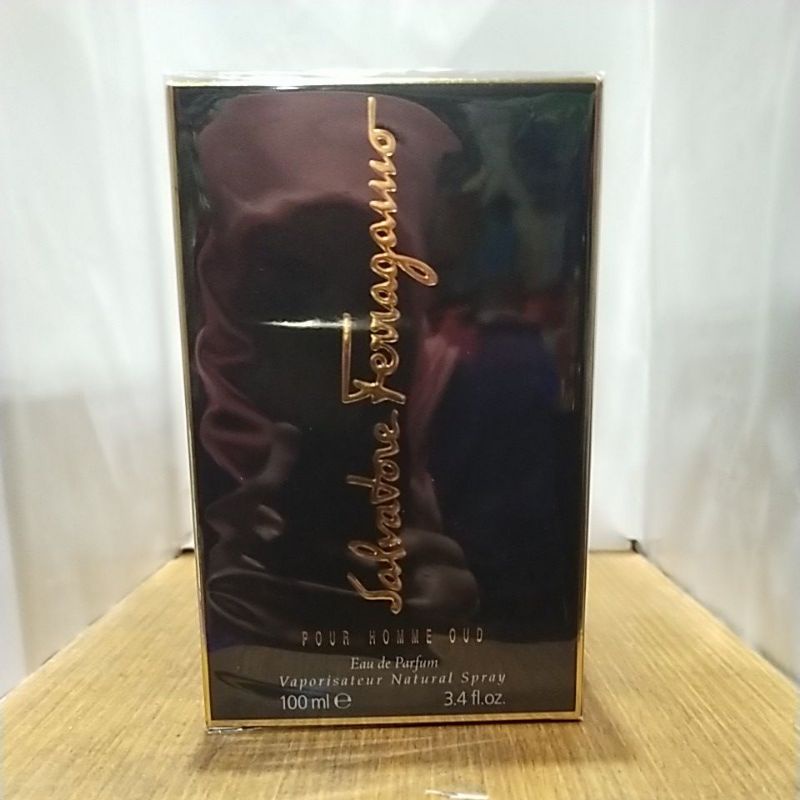 Salvatore Ferragamo
POUR HOMME OUD
Eau de Parfum
Vaporisateur Natural Spray
100 ml ℮ 3.4 fl.oz.